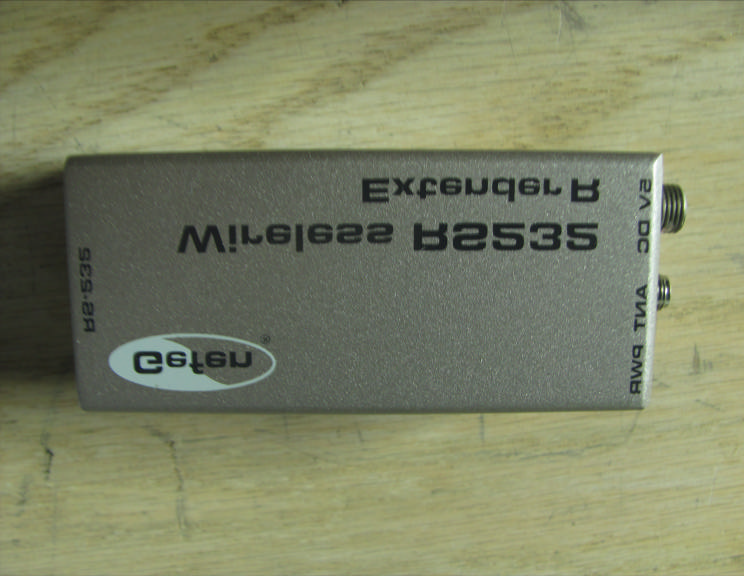 Gefen®
Wireless RS232
Extender R
RS-232
PWR
ANT
5V DC